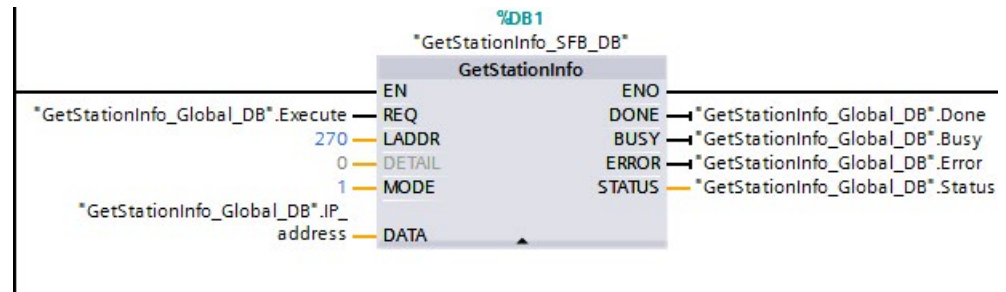 %DB1
"GetStationInfo_SFB_DB"
GetStationInfo
EN ENO
"GetStationInfo_Global_DB".Execute REQ DONE "GetStationInfo_Global_DB".Done
270 LADDR BUSY "GetStationInfo_Global_DB".Busy
0 DETAIL ERROR "GetStationInfo_Global_DB".Error
1 MODE STATUS "GetStationInfo_Global_DB".Status
"GetStationInfo_Global_DB".IP_
address DATA